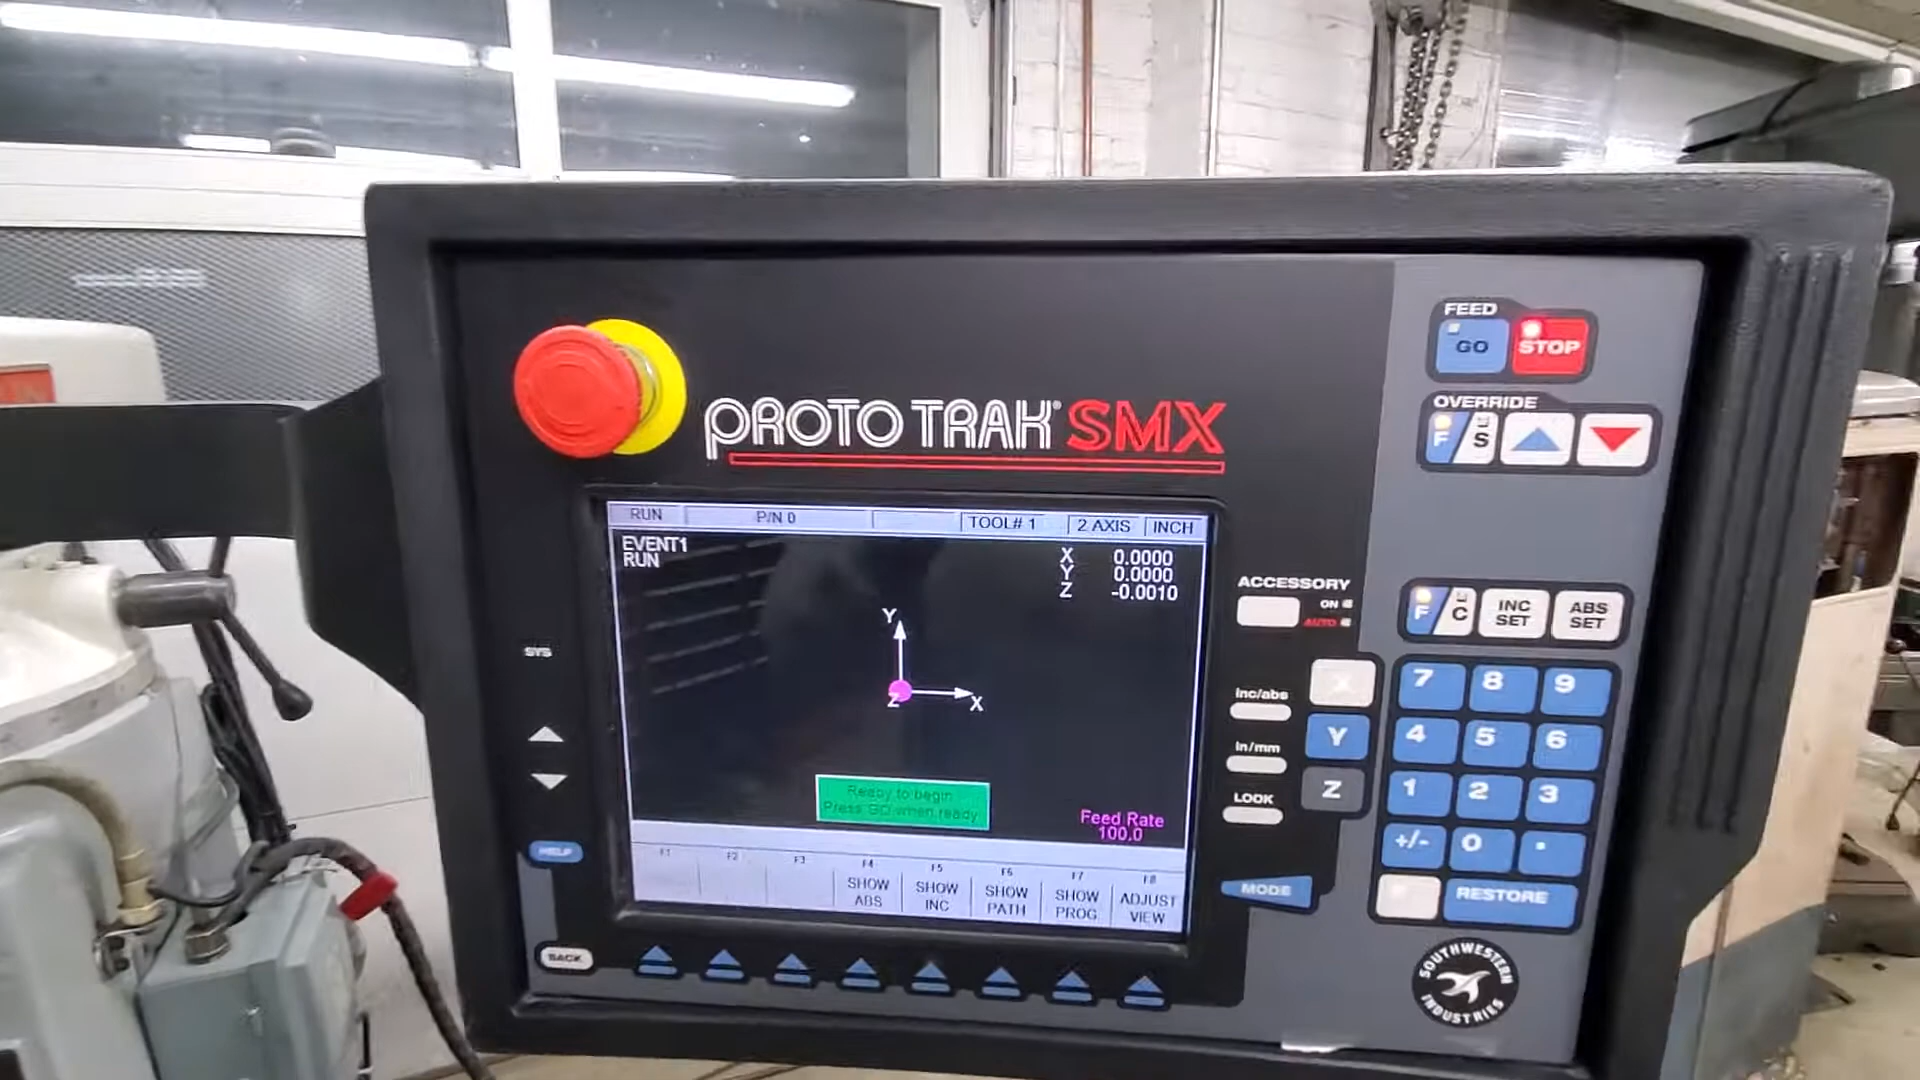 FEED
GO STOP
OVERRIDE
F S
PROTO TRAK® SMX
RUN P/N 0 TOOL# 1 2 AXIS INCH
EVENT1
RUN
X 0.0000
Y 0.0000
Z -0.0010
Y
Z X
Ready to begin
Press GO when ready
Feed Rate
100.0
F1 F2 F3 F4 F5 F6 F7 F8
SHOW ABS
SHOW INC
SHOW PATH
SHOW PROG
ADJUST VIEW
SYS
HELP
BACK
ACCESSORY
ON
AUTO
inc/abs
in/mm
LOOK
MODE
F C
INC SET
ABS SET
X
Y
Z
7 8 9
4 5 6
1 2 3
+/- 0 .
RESTORE
SOUTHWESTERN
INDUSTRIES